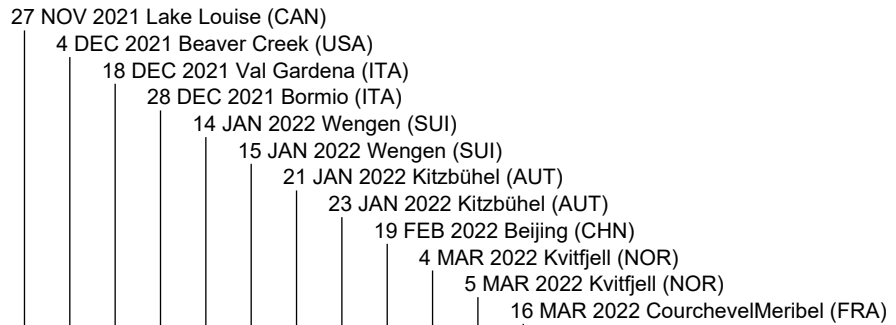 27 NOV 2021 Lake Louise (CAN)
4 DEC 2021 Beaver Creek (USA)
18 DEC 2021 Val Gardena (ITA)
28 DEC 2021 Bormio (ITA)
14 JAN 2022 Wengen (SUI)
15 JAN 2022 Wengen (SUI)
21 JAN 2022 Kitzbühel (AUT)
23 JAN 2022 Kitzbühel (AUT)
19 FEB 2022 Beijing (CHN)
4 MAR 2022 Kvitfjell (NOR)
5 MAR 2022 Kvitfjell (NOR)
16 MAR 2022 CourchevelMeribel (FRA)